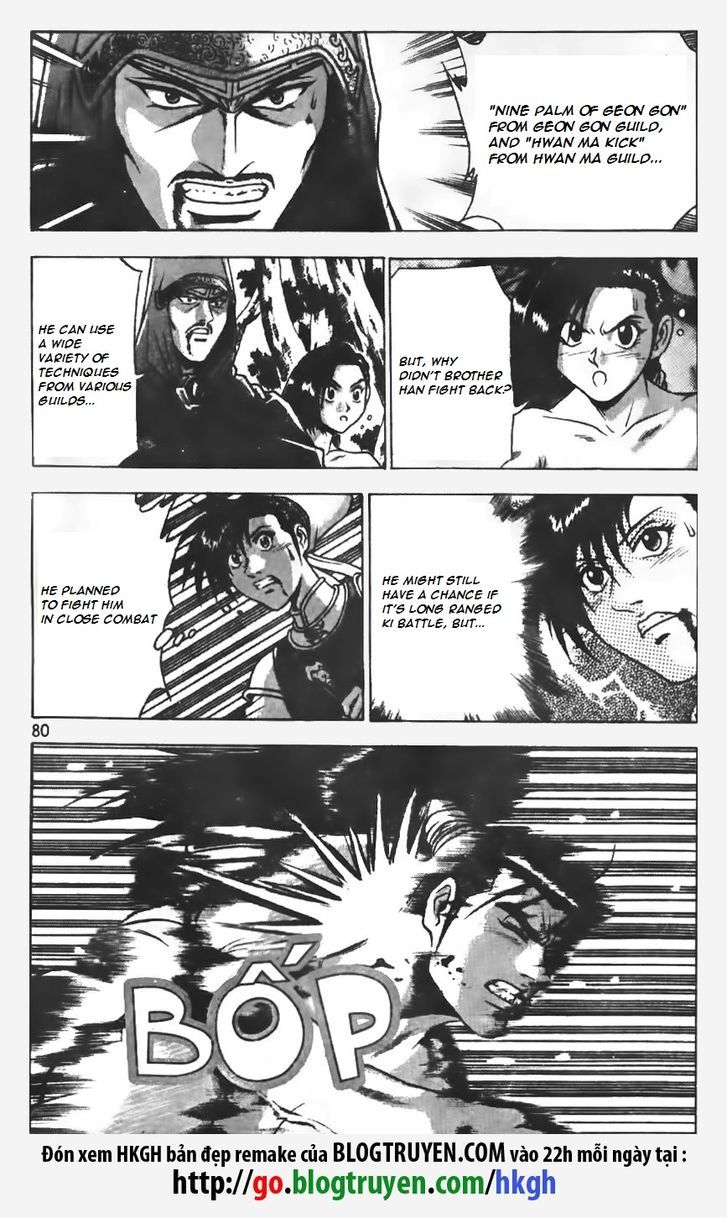 "NINE PALM OF GEON GON"
FROM GEON GON GUILD,
AND "HWAN MA KICK"
FROM HWAN MA GUILD...
HE CAN USE
A WIDE
VARIETY OF
TECHNIQUES
FROM VARIOUS
GUILDS...
BUT, WHY
DIDN'T BROTHER
HAN FIGHT BACK?
HE PLANNED
TO FIGHT HIM
IN CLOSE COMBAT
HE MIGHT STILL
HAVE A CHANCE IF
IT'S LONG RANGED
KI BATTLE, BUT...
80
BỐP
Đón xem HKGH bản đẹp remake của BLOGTRUYEN.COM vào 22h mỗi ngày tại :
http://go.blogtruyen.com/hkgh